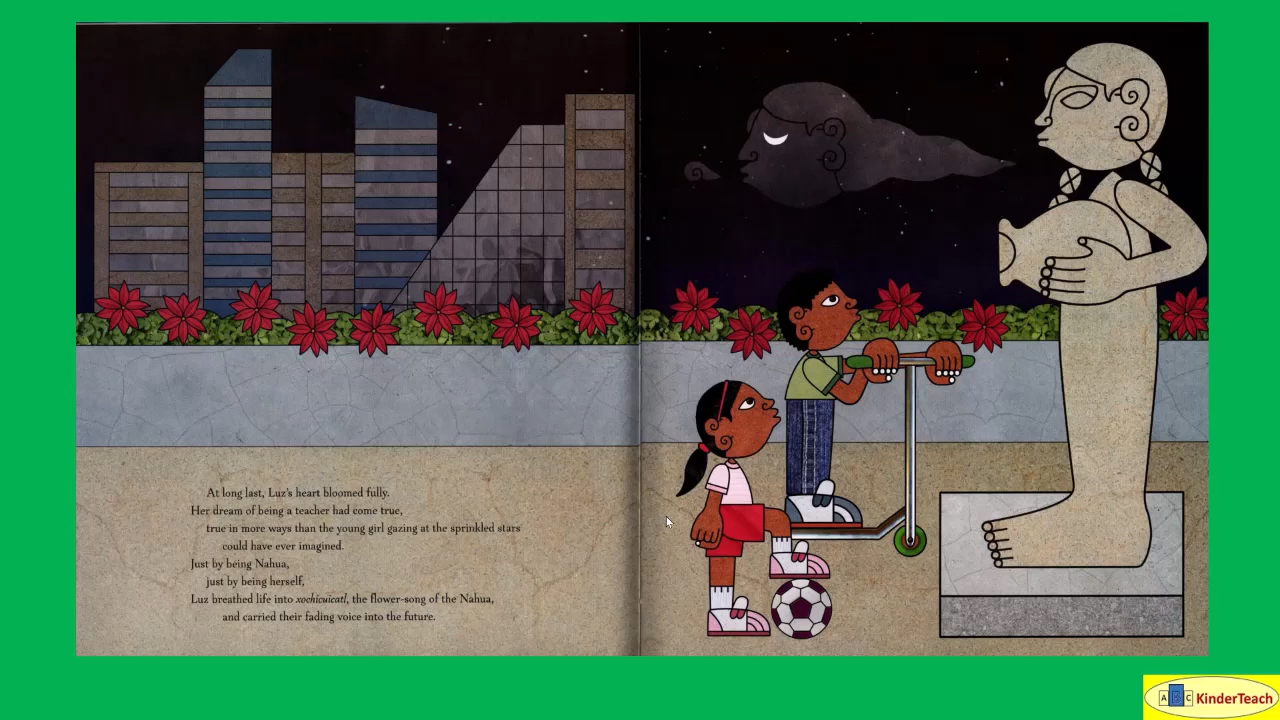 At long last, Luz's heart bloomed fully.
Her dream of being a teacher had come true,
true in more ways than the young girl gazing at the sprinkled stars
could have ever imagined.
Just by being Nahua,
just by being herself,
Luz breathed life into xochicuicatl, the flower-song of the Nahua,
and carried their fading voice into the future.
A B C KinderTeach